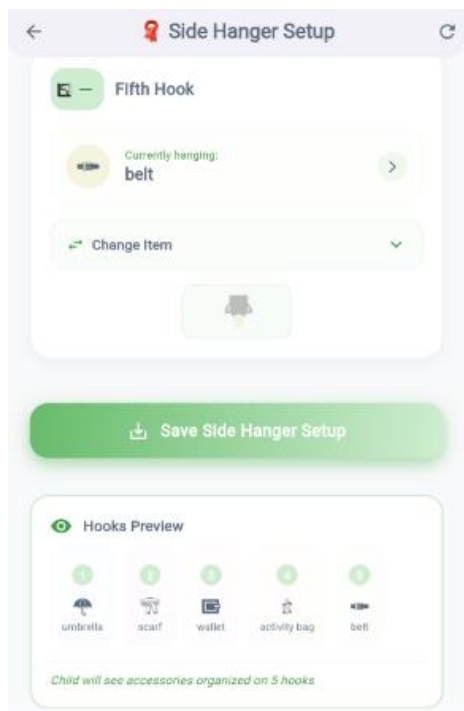 Side Hanger Setup
Fifth Hook
Currently hanging:
belt
Change Item
Save Side Hanger Setup
Hooks Preview
1 2 3 4 5
umbrella scarf wallet activity bag belt
Child will see accessories organized on 5 hooks